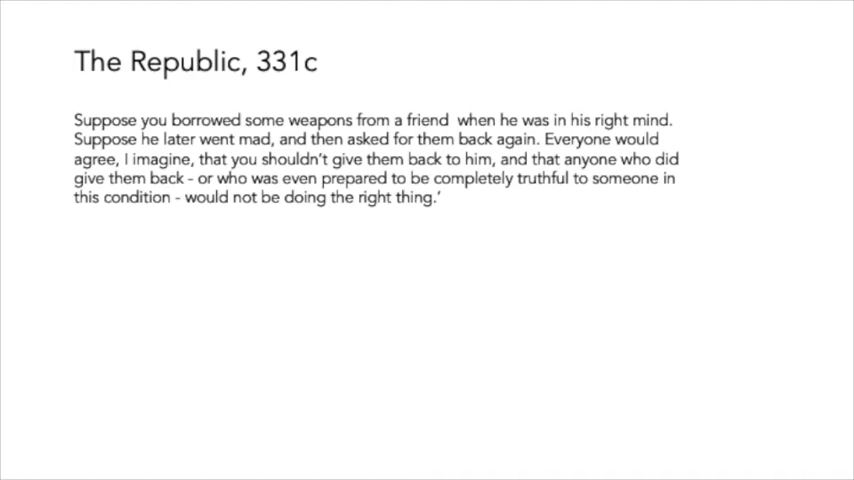 The Republic, 331c
Suppose you borrowed some weapons from a friend  when he was in his right mind.
Suppose he later went mad, and then asked for them back again. Everyone would
agree, I imagine, that you shouldn't give them back to him, and that anyone who did
give them back - or who was even prepared to be completely truthful to someone in
this condition - would not be doing the right thing.'